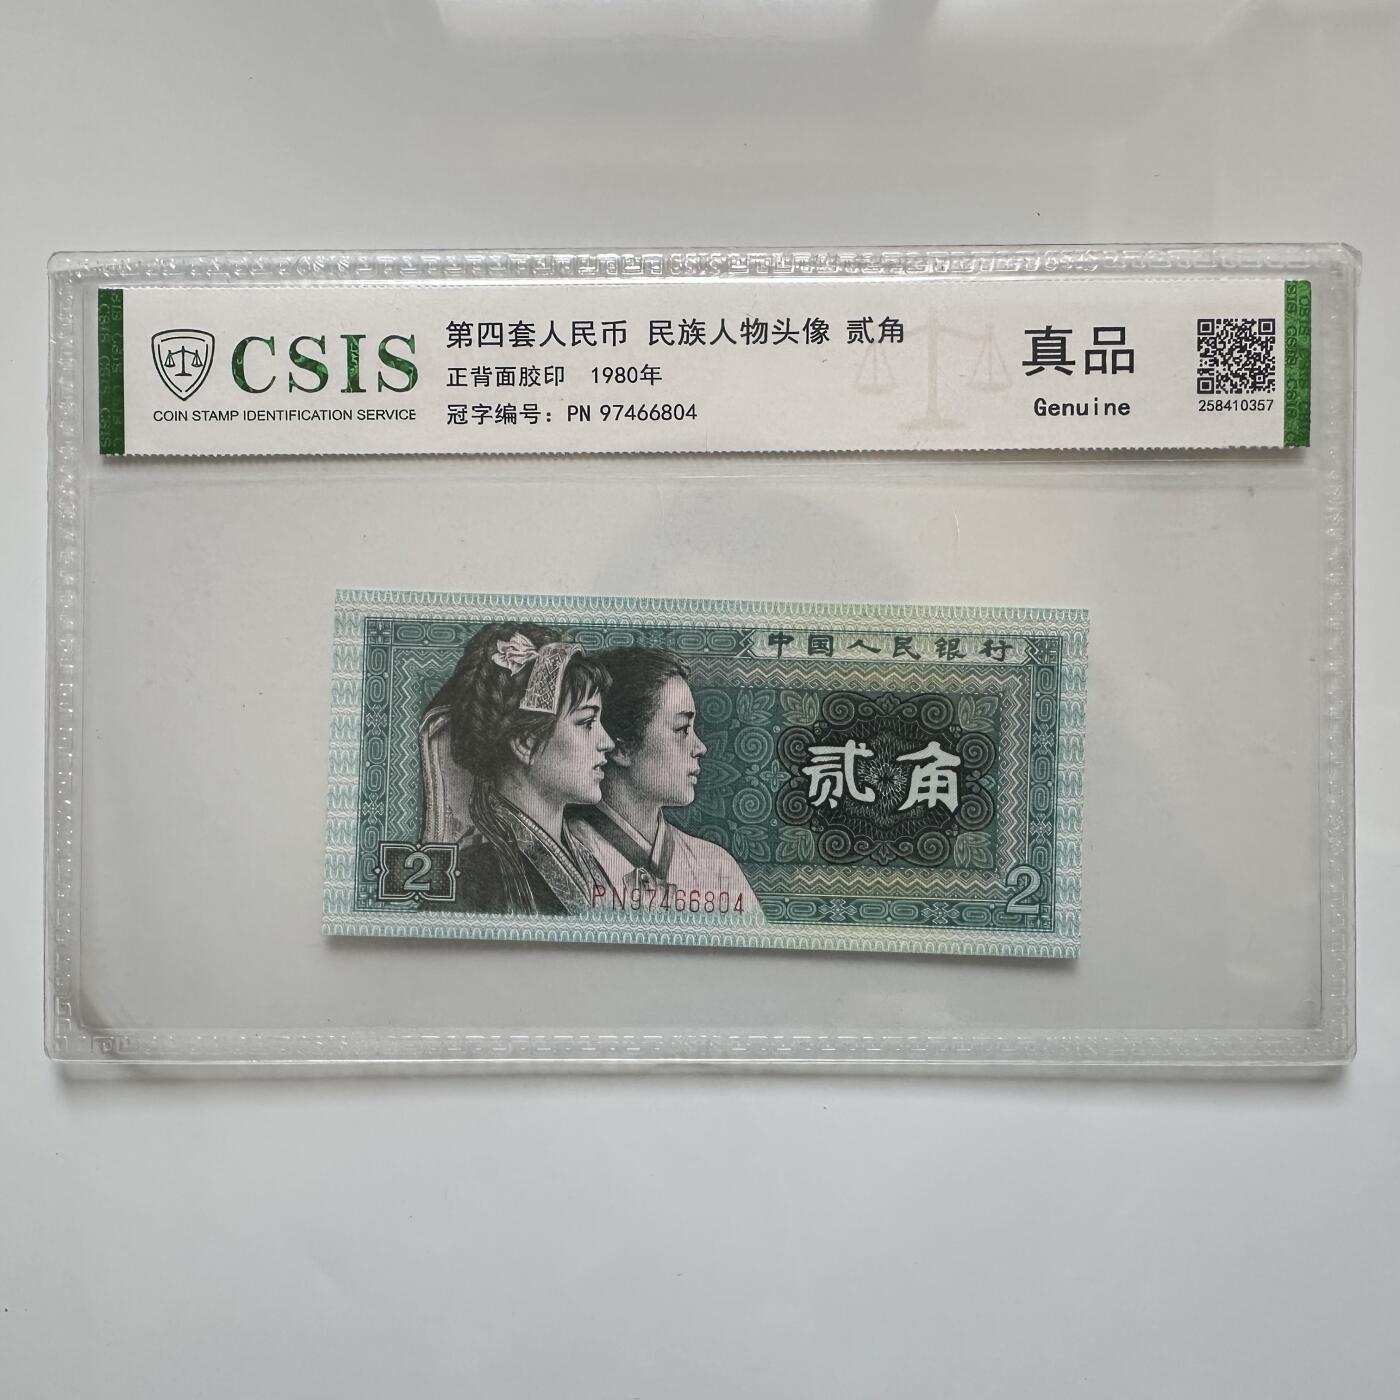 CSIS
COIN STAMP IDENTIFICATION SERVICE
第四套人民币 民族人物头像 贰角
正背面胶印 1980年
冠字编号：PN 97466804
真品
Genuine
258410357
中国人民银行
贰角
2
PN97466804
2